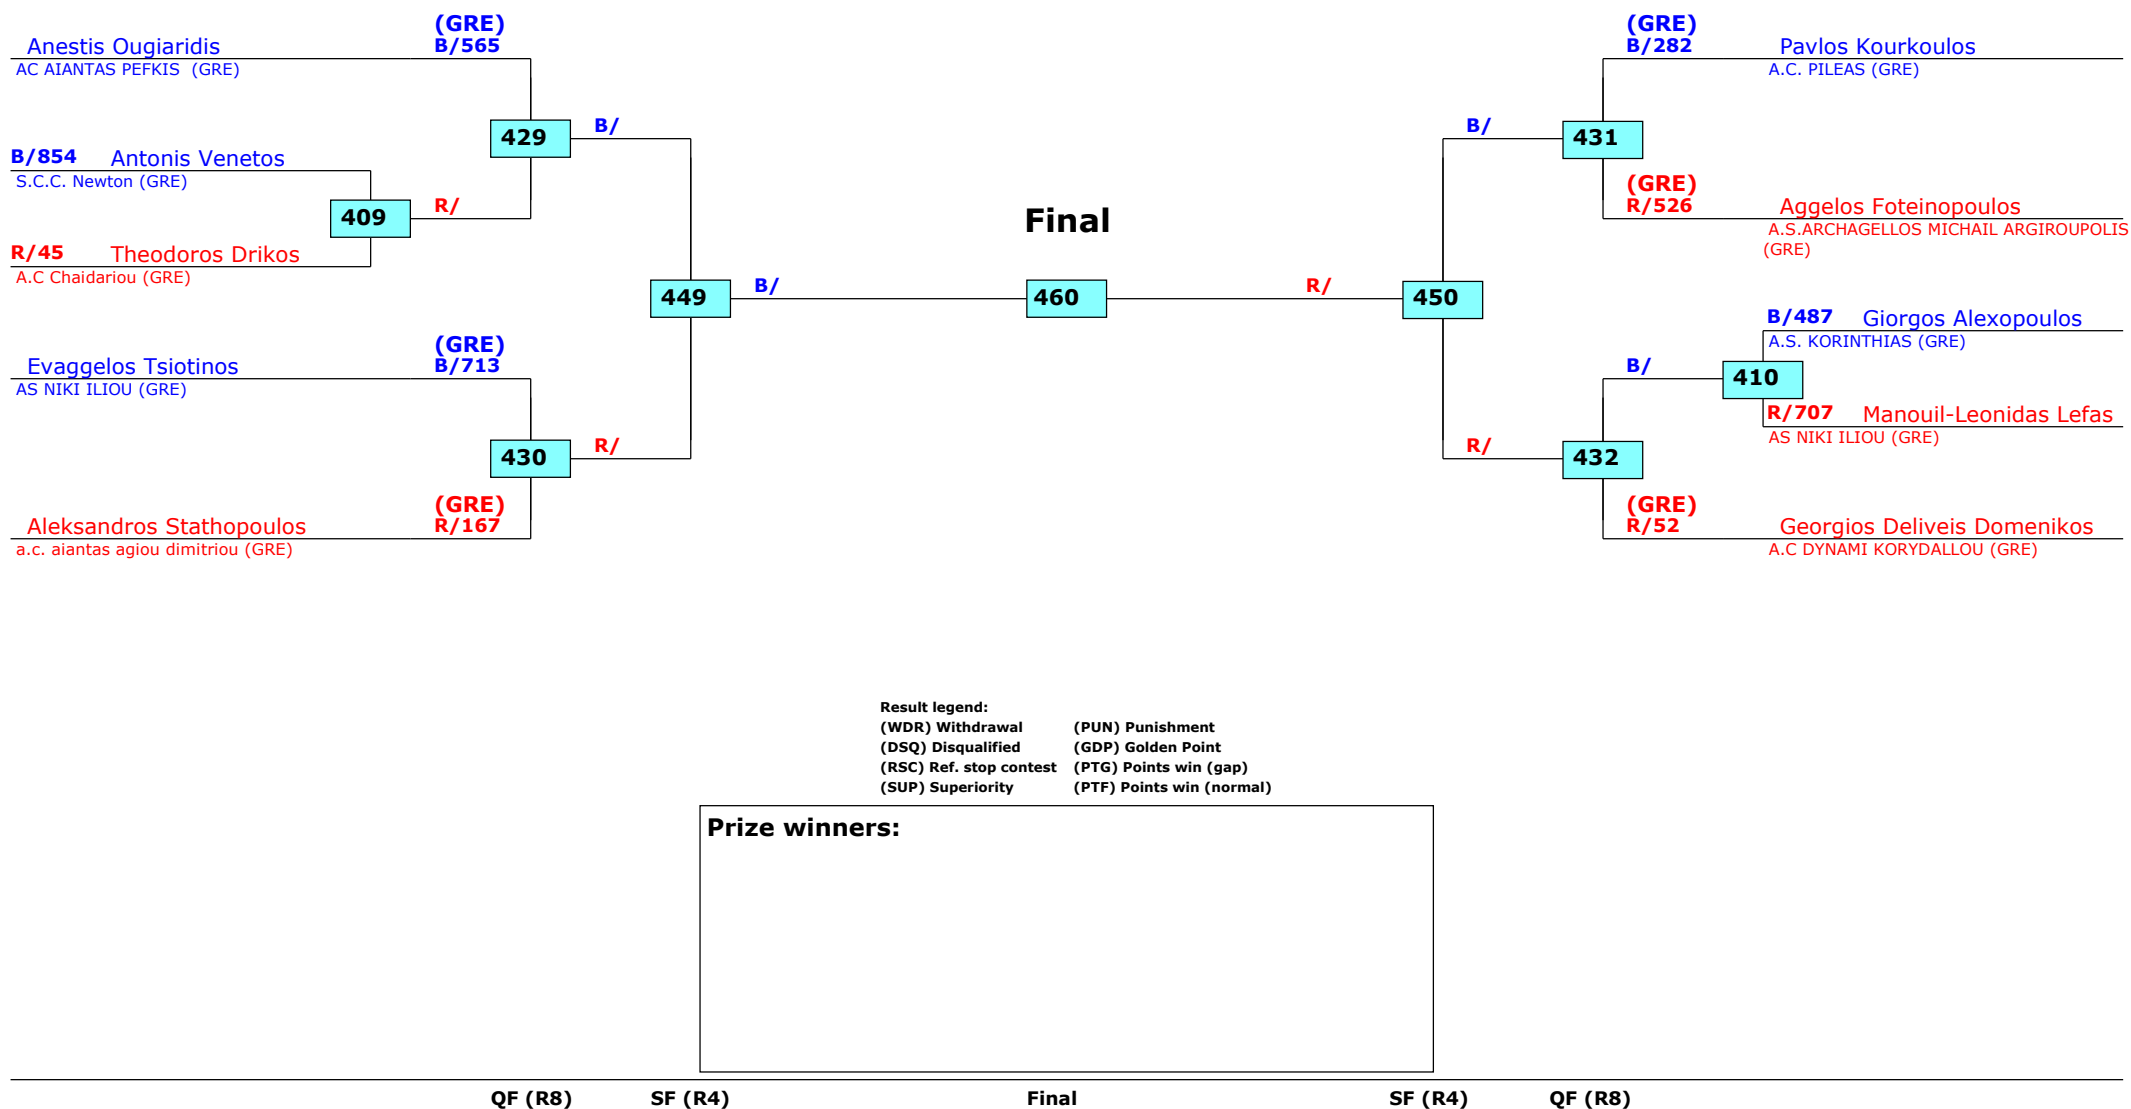 (GRE)
Anestis Ougiaridis B/565
AC AIANTAS PEFKIS (GRE)
429
B/
B/854 Antonis Venetos
S.C.C. Newton (GRE)
409
R/
R/45 Theodoros Drikos
A.C Chaidariou (GRE)
449
B/
(GRE)
Evaggelos Tsiotinos B/713
AS NIKI ILIOU (GRE)
430
R/
(GRE)
Aleksandros Stathopoulos R/167
a.c. aiantas agiou dimitriou (GRE)
Final
460
(GRE)
B/282 Pavlos Kourkoulos
A.C. PILEAS (GRE)
B/
431
(GRE)
R/526 Aggelos Foteinopoulos
A.S.ARCHAGELLOS MICHAIL ARGIROUPOLIS
(GRE)
R/
450
B/487 Giorgos Alexopoulos
A.S. KORINTHIAS (GRE)
B/
410
R/707 Manouil-Leonidas Lefas
AS NIKI ILIOU (GRE)
R/
432
(GRE)
R/52 Georgios Deliveis Domenikos
A.C DYNAMI KORYDALLOU (GRE)
Result legend:
(WDR) Withdrawal (PUN) Punishment
(DSQ) Disqualified (GDP) Golden Point
(RSC) Ref. stop contest (PTG) Points win (gap)
(SUP) Superiority (PTF) Points win (normal)
Prize winners:
QF (R8) SF (R4) Final SF (R4) QF (R8)